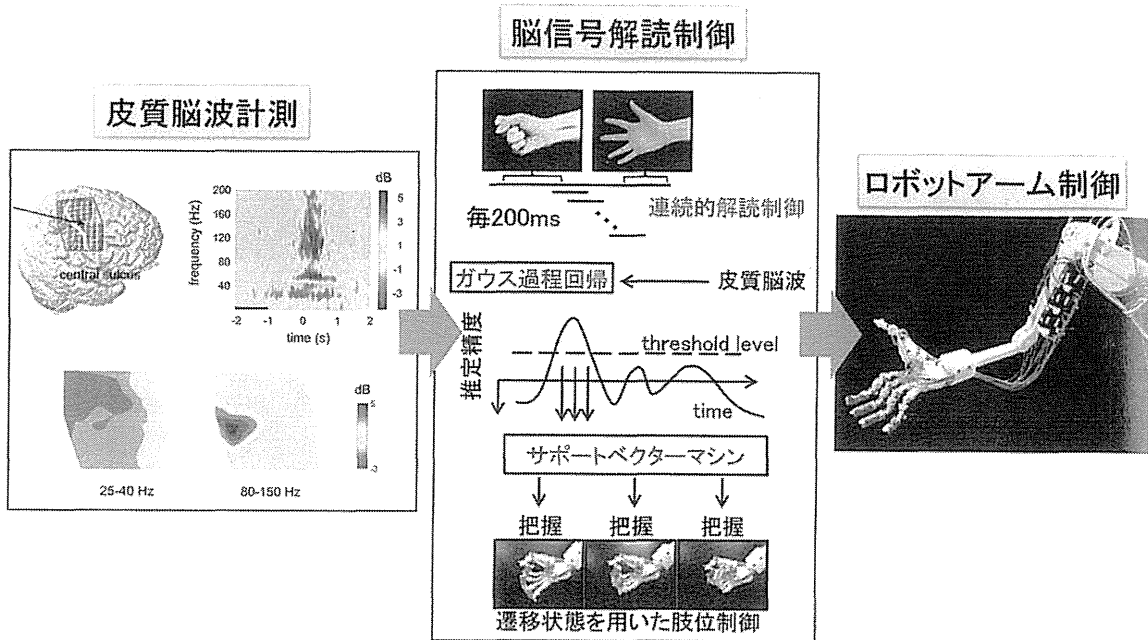 脳信号解読制御
皮質脳波計測
ロボットアーム制御
central sulcus
frequency (Hz)
200
160
120
80
40
-2 -1 0 1 2
time (s)
dB
5
3
1
-1
-3
dB
5
-3
25-40 Hz
80-150 Hz
毎200ms
連続的解読制御
ガウス過程回帰
皮質脳波
推定精度
threshold level
time
サポートベクターマシン
把握 把握 把握
遷移状態を用いた肢位制御